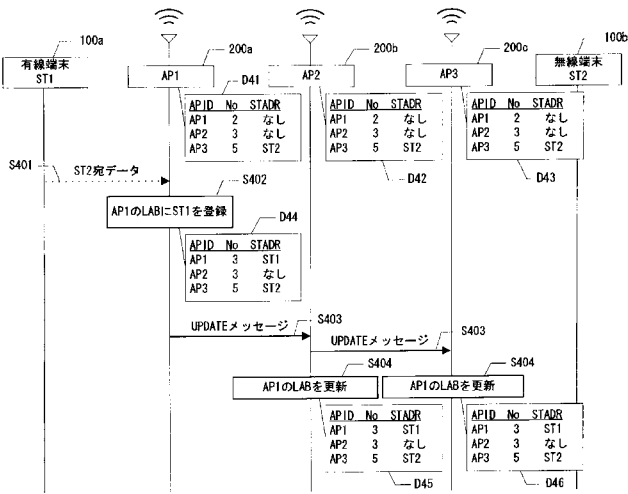 100a
200a
200b
200c
100b
有線端末
ST1
AP1
AP2
AP3
無線端末
ST2
D41
APID No STADR
AP1 2 なし
AP2 3 なし
AP3 5 ST2
APID No STADR
AP1 2 なし
AP2 3 なし
AP3 5 ST2
APID No STADR
AP1 2 なし
AP2 3 なし
AP3 5 ST2
D42
D43
S401
ST2宛データ
S402
AP1のLABにST1を登録
D44
APID No STADR
AP1 3 ST1
AP2 3 なし
AP3 5 ST2
UPDATEメッセージ
S403
UPDATEメッセージ
S403
S404
AP1のLABを更新
S404
AP1のLABを更新
APID No STADR
AP1 3 ST1
AP2 3 なし
AP3 5 ST2
APID No STADR
AP1 3 ST1
AP2 3 なし
AP3 5 ST2
D45
D46